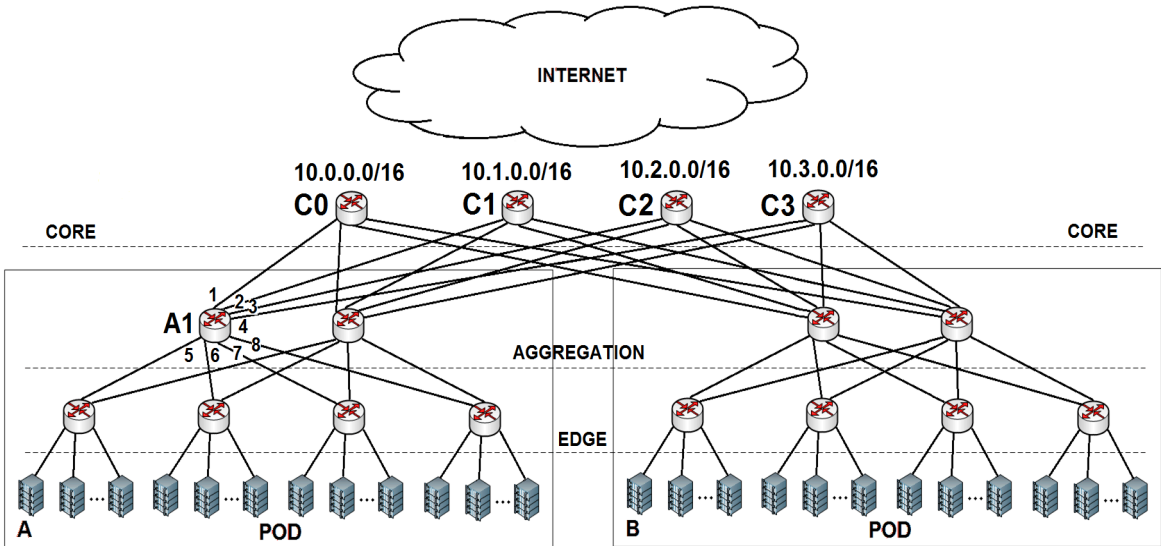 INTERNET
10.0.0.0/16 10.1.0.0/16 10.2.0.0/16 10.3.0.0/16
C0 C1 C2 C3
CORE CORE
1 2 3
A1 4
5 6 7 8
AGGREGATION
EDGE
... ... ... ... ... ... ... ...
A POD B POD